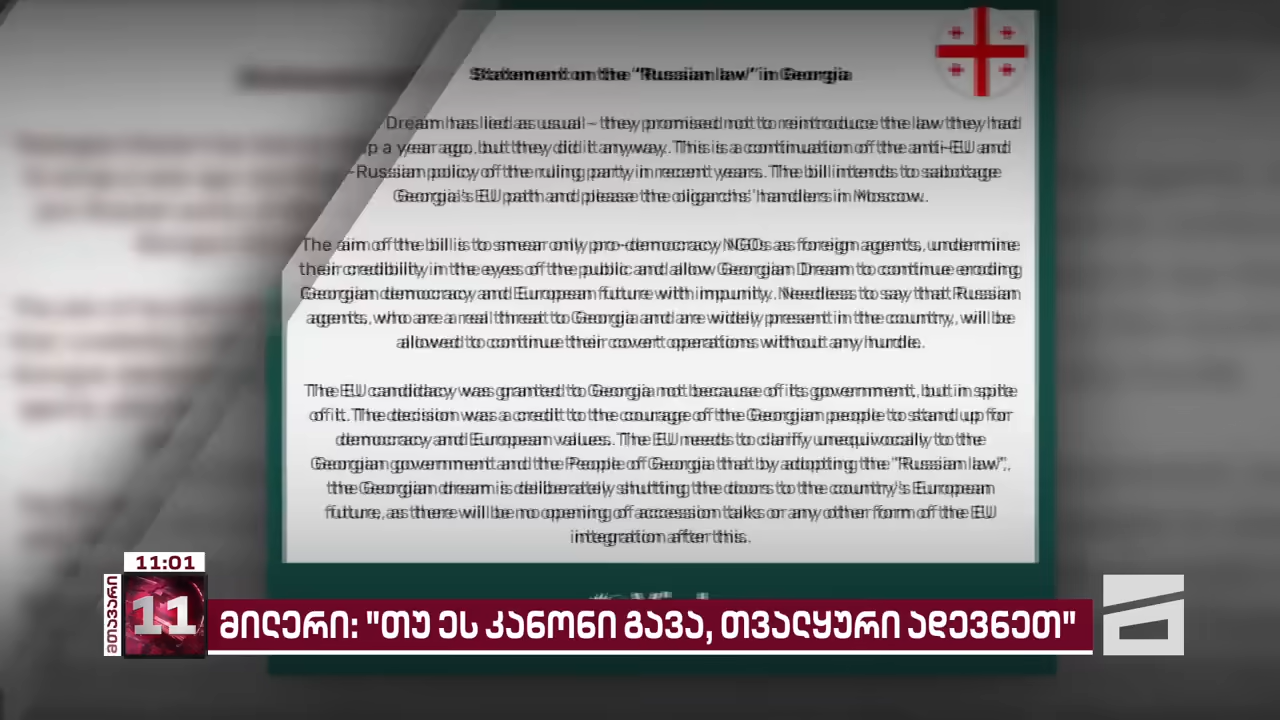 Statement on the "Russian law" in Georgia
Dream has lied as usual – they promised not to reintroduce the law they had
a year ago, but they did it anyway. This is a continuation of the anti-EU and
-Russian policy of the ruling party in recent years. The bill intends to sabotage
Georgia's EU path and please the oligarchs' handlers in Moscow.
The aim of the bill is to smear only pro-democracy NGOs as foreign agents, undermine
their credibility in the eyes of the public and allow Georgian Dream to continue eroding
Georgian democracy and European future with impunity. Needless to say that, Russian
agents, who are a real threat to Georgia and are widely present in the country, will be
allowed to continue their covert operations without any hurdle.
The EU candidacy was granted to Georgia not because of its government, but in spite
of it. The decision was a credit to the courage of the Georgian people to stand up for
democracy and European values. The EU needs to clarify unequivocally to the
Georgian government and the People of Georgia that by adopting the "Russian law",
the Georgian dream is deliberately shutting the doors to the country's European
future, as there will be no opening of accession talks or any other form of the EU
integration after this.
11:01
მთავარი
11
მილერი: "თუ ეს კანონი გავა, თვალყური ადევნეთ"